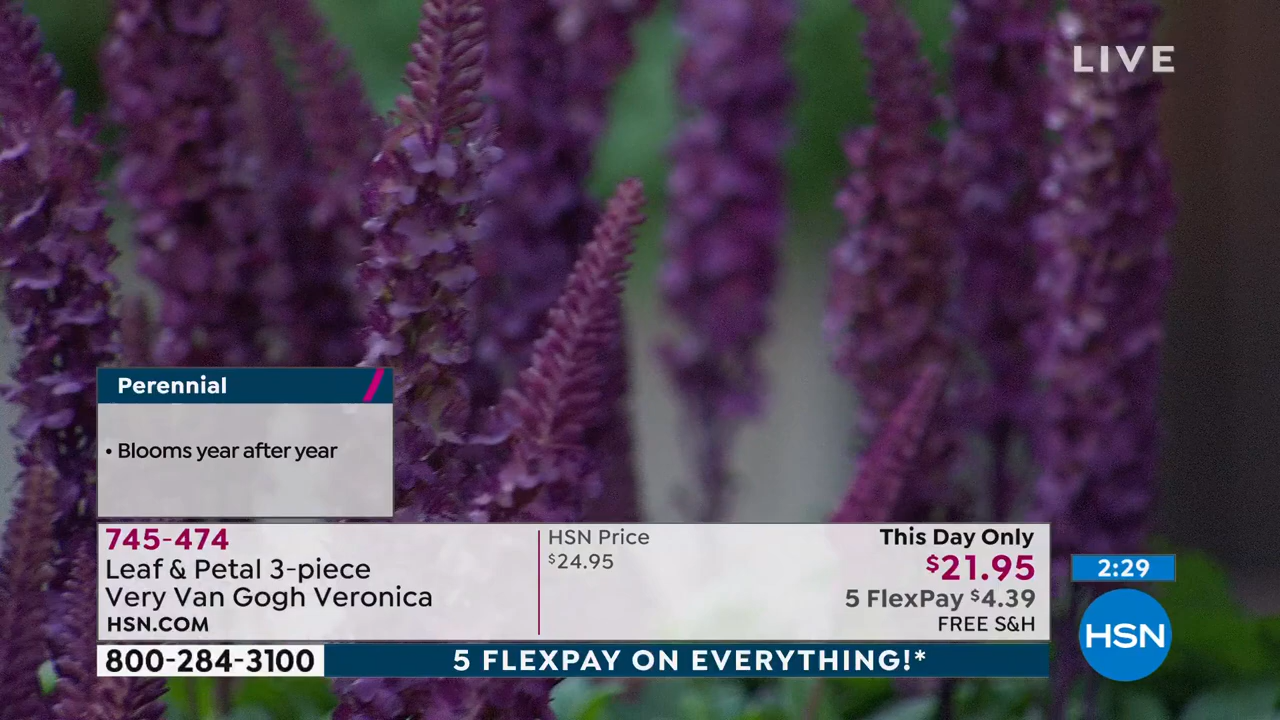 LIVE
Perennial
• Blooms year after year
745-474
Leaf & Petal 3-piece
Very Van Gogh Veronica
HSN.COM
HSN Price
$24.95
This Day Only
$21.95
5 FlexPay $4.39
FREE S&H
2:29
HSN
800-284-3100
5 FLEXPAY ON EVERYTHING!*